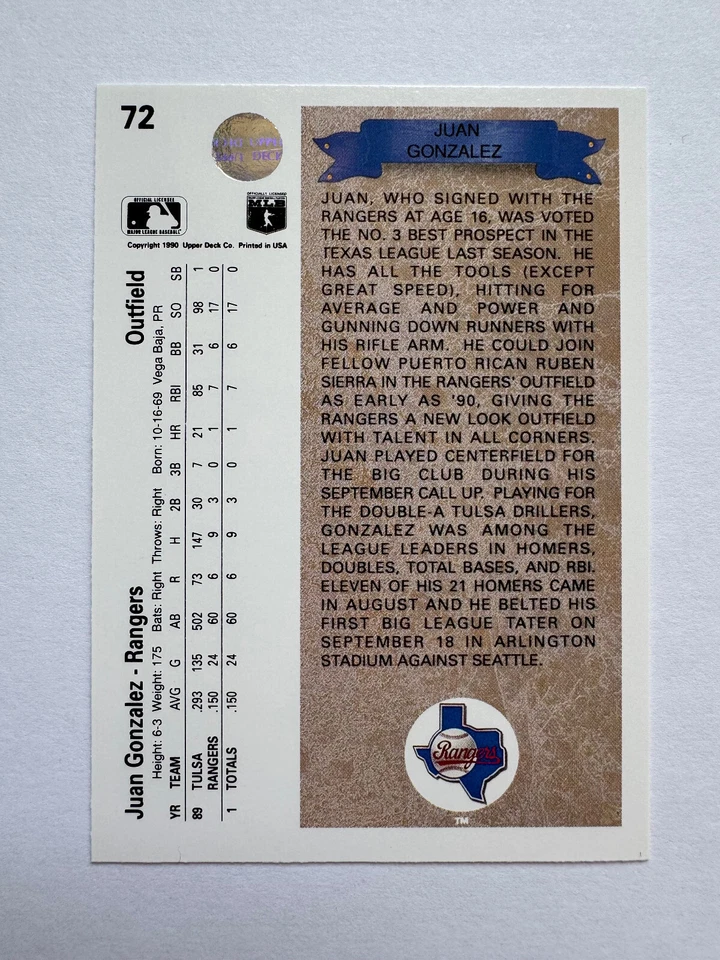 72
OFFICIAL LICENSEE
MAJOR LEAGUE BASEBALL
OFFICIALLY LICENSED
Copyright 1990 Upper Deck Co. Printed in USA
Juan Gonzalez - Rangers Outfield
Height: 6-3 Weight: 175 Bats: Right Throws: Right Born: 10-16-69 Vega Baja, PR
YR TEAM AVG G AB R H 2B 3B HR RBI BB SO SB
89 TULSA .293 135 502 73 147 30 7 21 85 31 98 1
RANGERS .150 24 60 6 9 3 0 1 7 6 17 0
1 TOTALS .150 24 60 6 9 3 0 1 7 6 17 0
JUAN
GONZALEZ
JUAN, WHO SIGNED WITH THE
RANGERS AT AGE 16, WAS VOTED
THE NO. 3 BEST PROSPECT IN THE
TEXAS LEAGUE LAST SEASON. HE
HAS ALL THE TOOLS (EXCEPT
GREAT SPEED), HITTING FOR
AVERAGE AND POWER AND
GUNNING DOWN RUNNERS WITH
HIS RIFLE ARM. HE COULD JOIN
FELLOW PUERTO RICAN RUBEN
SIERRA IN THE RANGERS' OUTFIELD
AS EARLY AS '90, GIVING THE
RANGERS A NEW LOOK OUTFIELD
WITH TALENT IN ALL CORNERS.
JUAN PLAYED CENTERFIELD FOR
THE BIG CLUB DURING HIS
SEPTEMBER CALL UP. PLAYING FOR
THE DOUBLE-A TULSA DRILLERS,
GONZALEZ WAS AMONG THE
LEAGUE LEADERS IN HOMERS,
DOUBLES, TOTAL BASES, AND RBI.
ELEVEN OF HIS 21 HOMERS CAME
IN AUGUST AND HE BELTED HIS
FIRST BIG LEAGUE TATER ON
SEPTEMBER 18 IN ARLINGTON
STADIUM AGAINST SEATTLE.
Rangers
TM